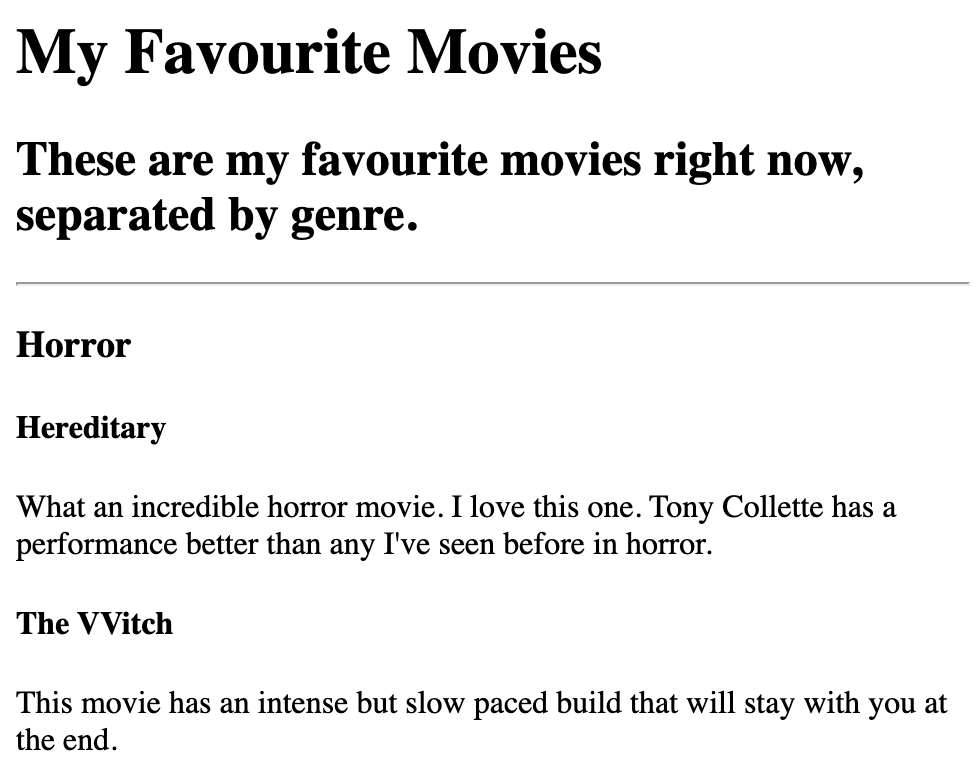 My Favourite Movies
These are my favourite movies right now,
separated by genre.
Horror
Hereditary
What an incredible horror movie. I love this one. Tony Collette has a
performance better than any I've seen before in horror.
The VVitch
This movie has an intense but slow paced build that will stay with you at
the end.